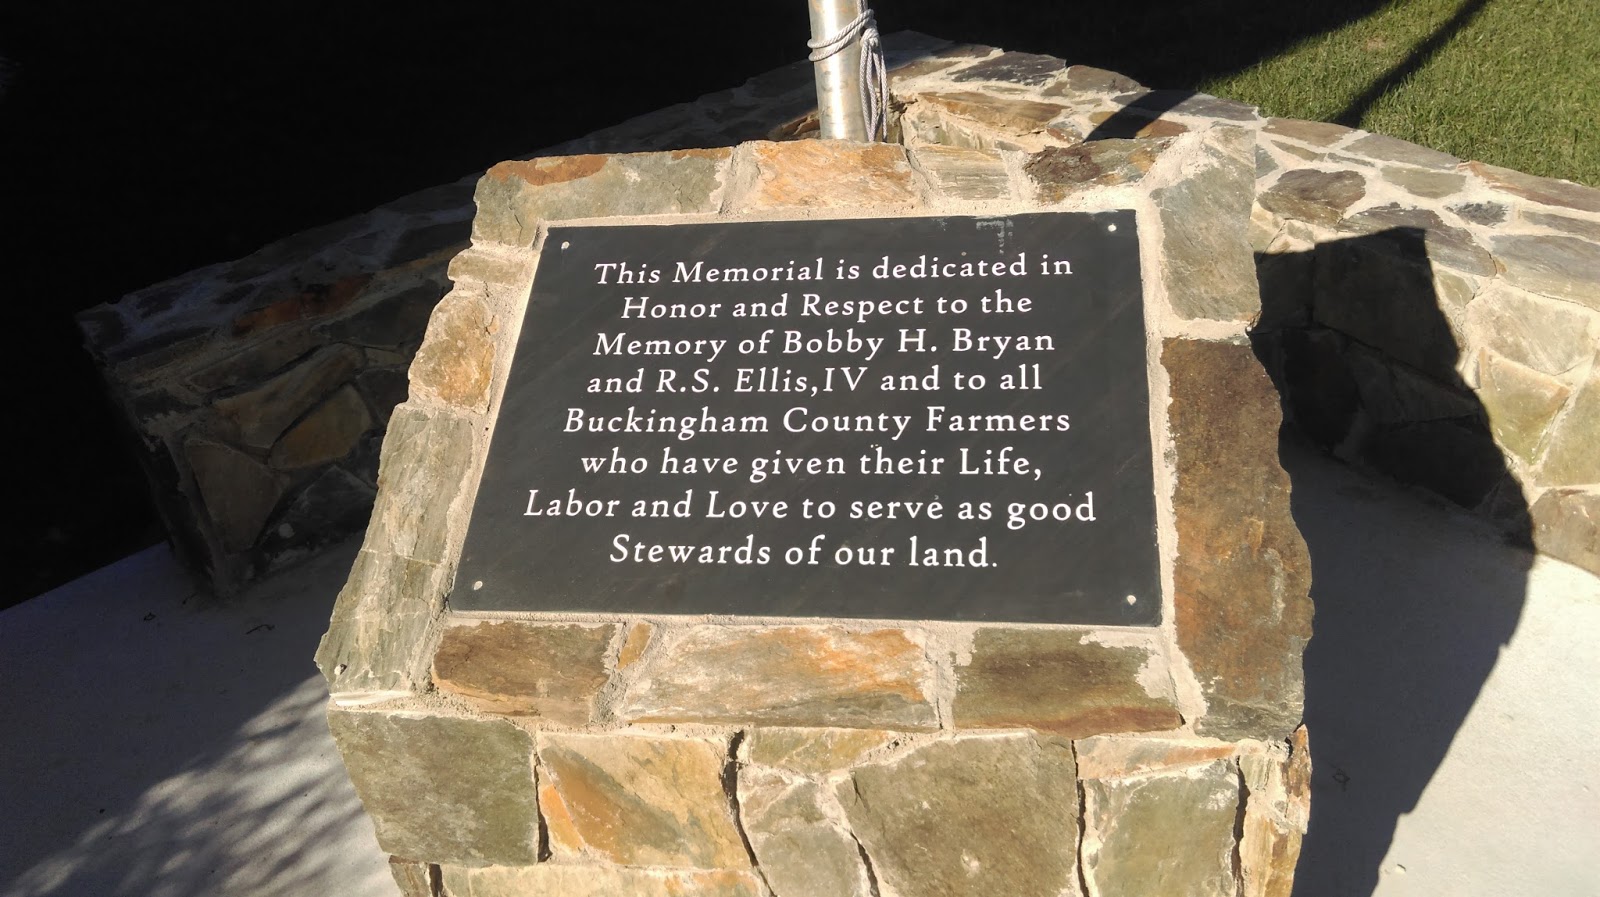 This Memorial is dedicated in
Honor and Respect to the
Memory of Bobby H. Bryan
and R.S. Ellis,IV and to all
Buckingham County Farmers
who have given their Life,
Labor and Love to serve as good
Stewards of our land.